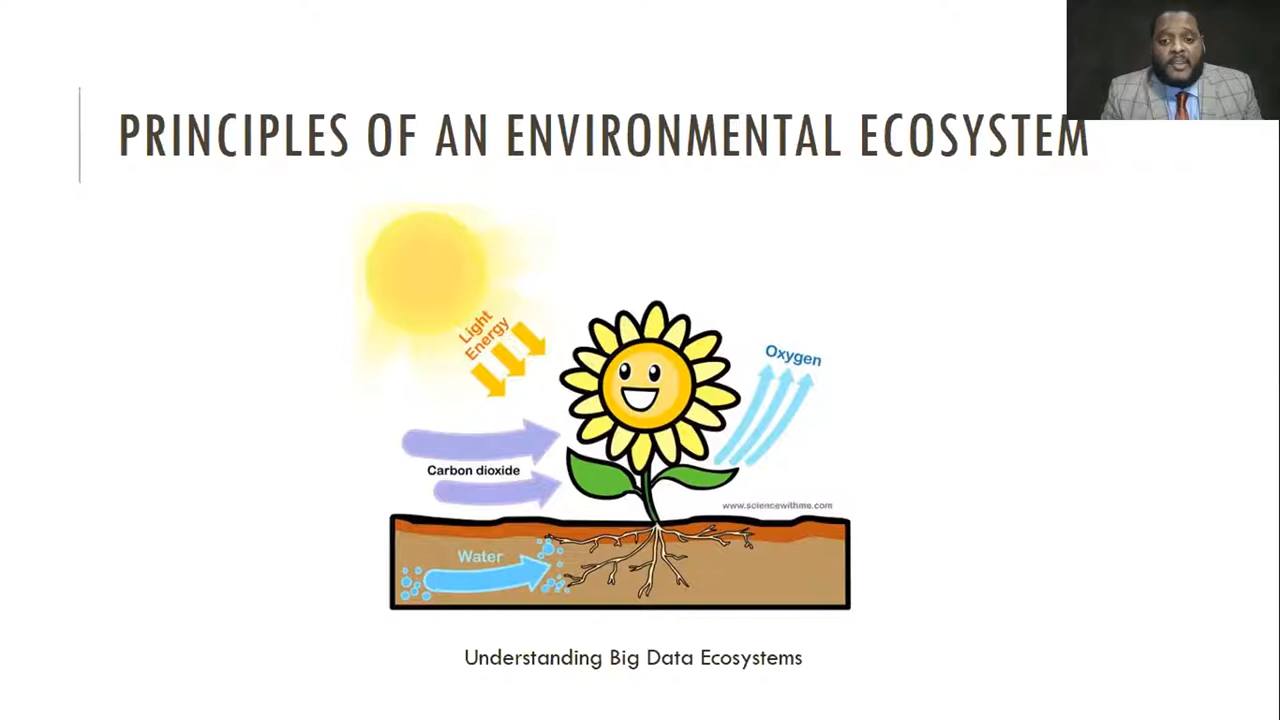 PRINCIPLES OF AN ENVIRONMENTAL ECOSYSTEM
Light
Energy
Oxygen
Carbon dioxide
www.sciencewithme.com
Water
Understanding Big Data Ecosystems